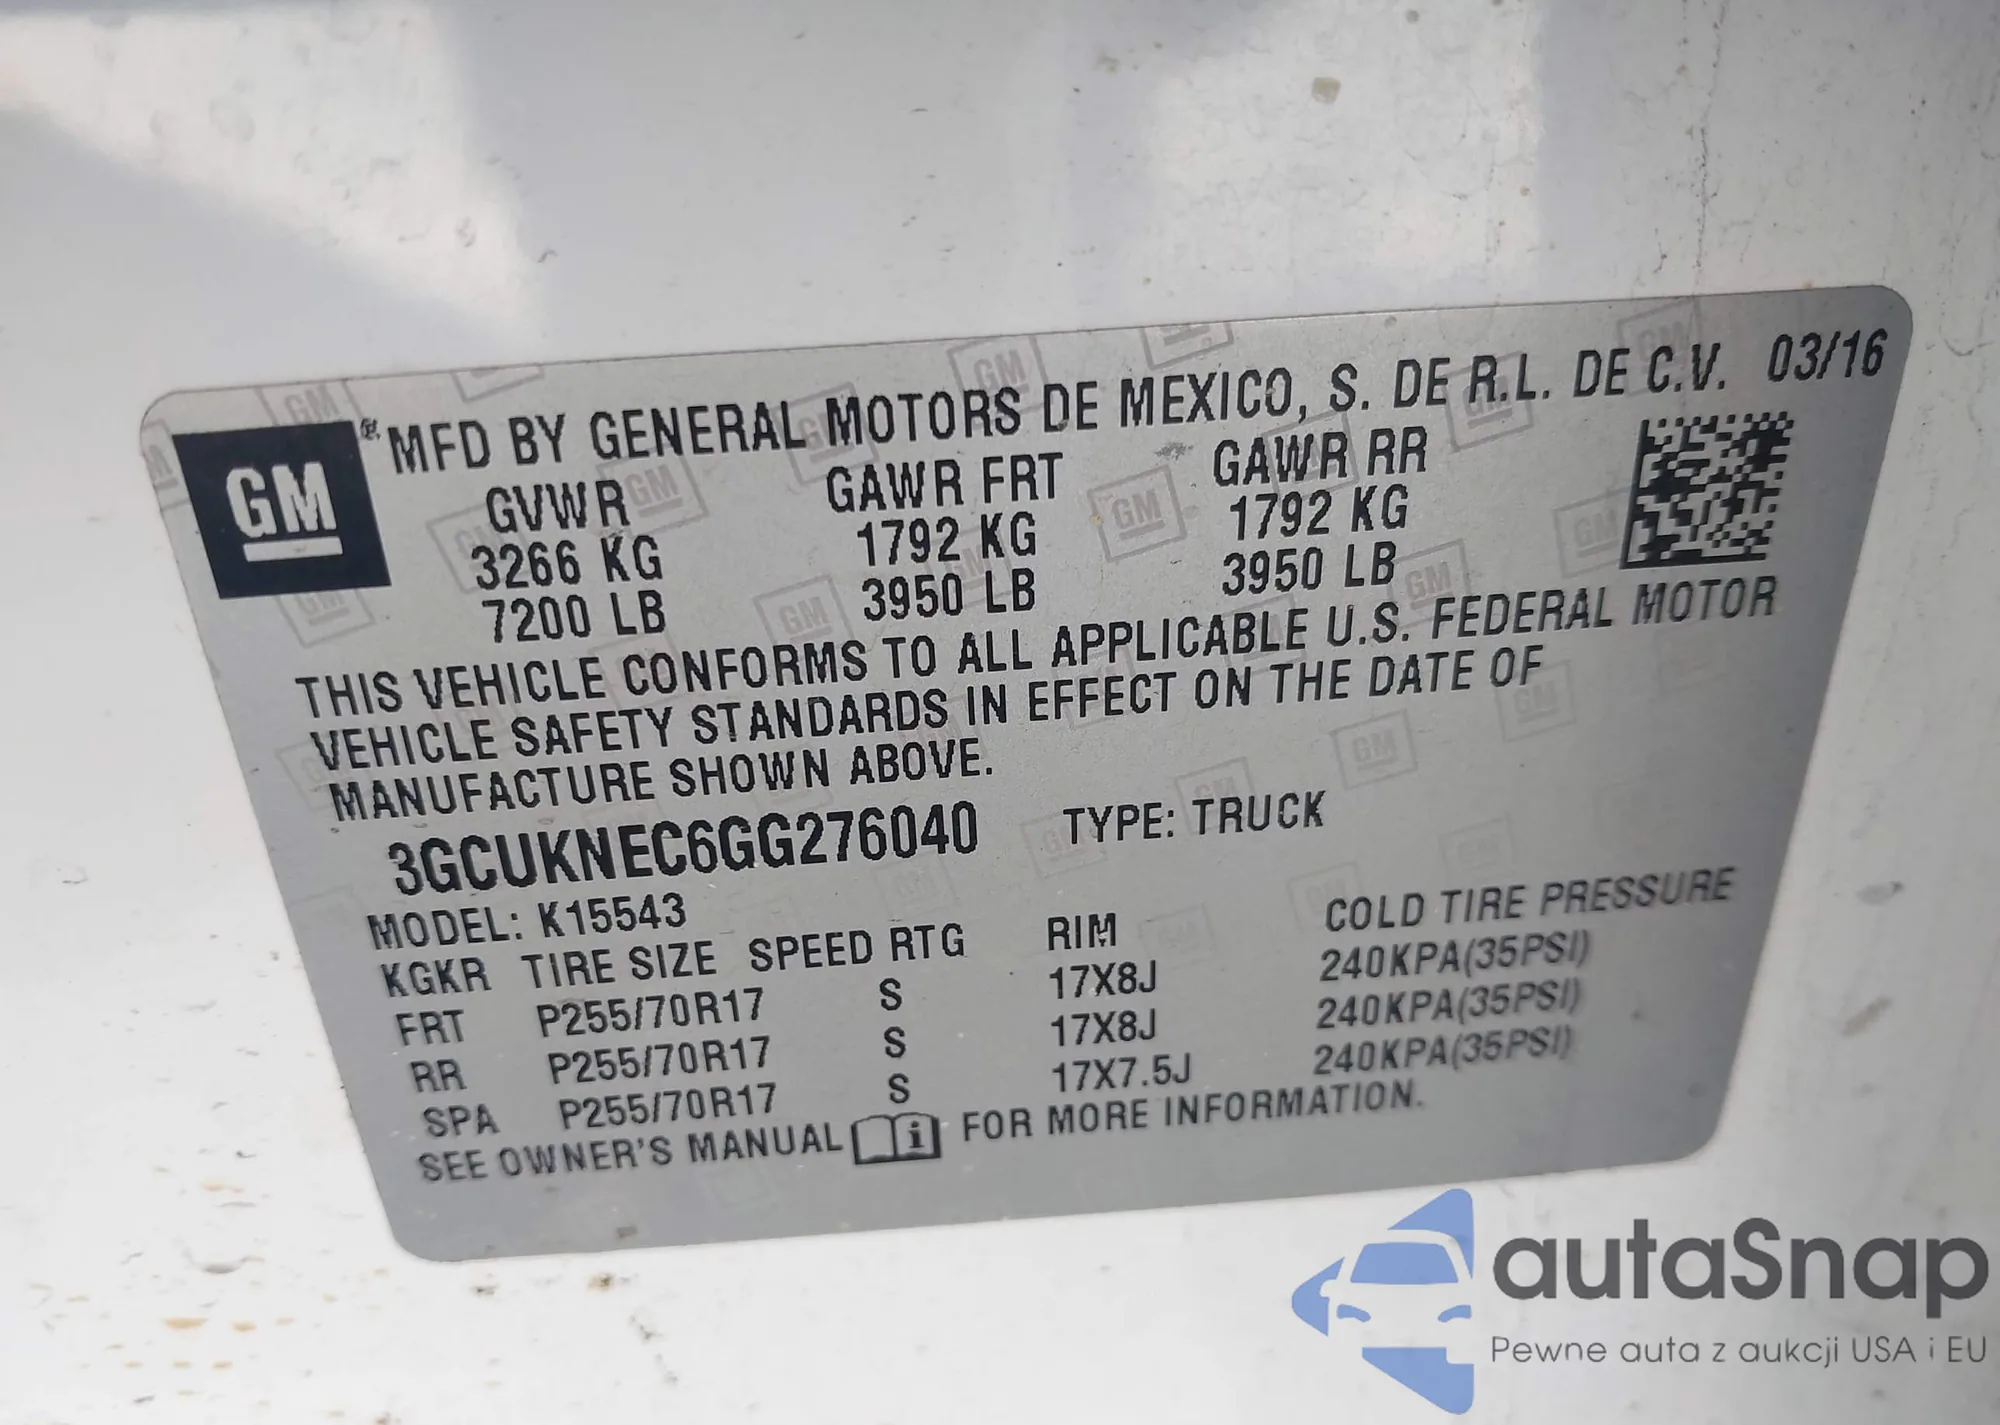 GM
MFD BY GENERAL MOTORS DE MEXICO, S. DE R.L. DE C.V. 03/16
GVWR GAWR FRT GAWR RR
3266 KG 1792 KG 1792 KG
7200 LB 3950 LB 3950 LB
THIS VEHICLE CONFORMS TO ALL APPLICABLE U.S. FEDERAL MOTOR
VEHICLE SAFETY STANDARDS IN EFFECT ON THE DATE OF
MANUFACTURE SHOWN ABOVE.
3GCUKNEC6GG276040 TYPE: TRUCK
MODEL: K15543
KGKR TIRE SIZE SPEED RTG RIM COLD TIRE PRESSURE
FRT P255/70R17 S 17X8J 240KPA(35PSI)
RR P255/70R17 S 17X8J 240KPA(35PSI)
SPA P255/70R17 S 17X7.5J 240KPA(35PSI)
SEE OWNER'S MANUAL i FOR MORE INFORMATION.
autaSnap
Pewne auta z aukcji USA i EU